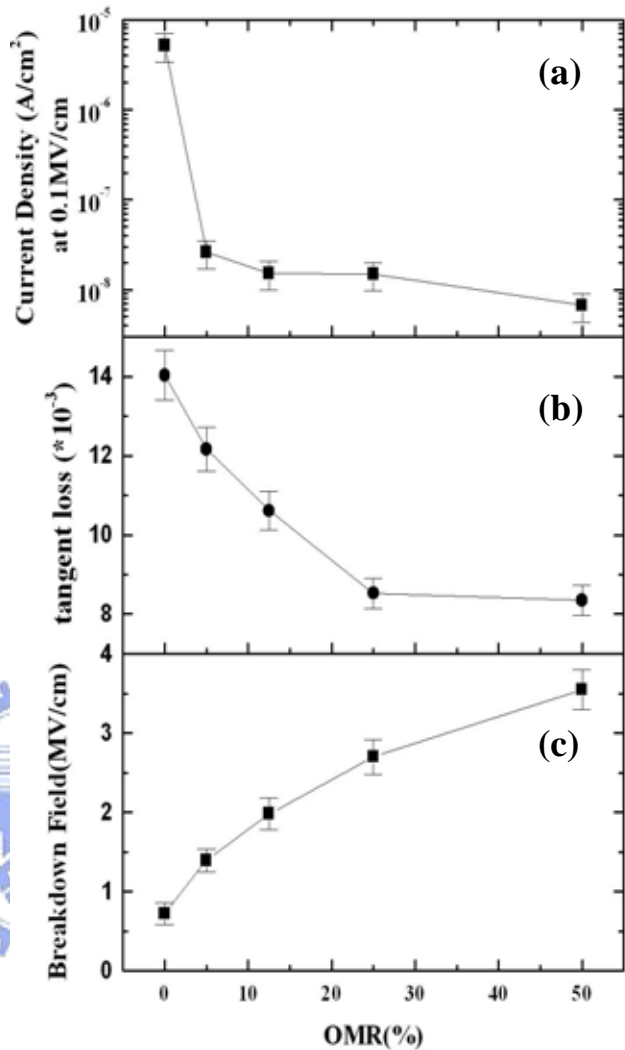 Current Density (A/cm²)
at 0.1MV/cm
10⁻⁵
10⁻⁶
10⁻⁷
10⁻⁸
(a)
tangent loss (*10⁻³)
14
12
10
8
(b)
Breakdown Field(MV/cm)
4
3
2
1
0
(c)
0 10 20 30 40 50
OMR(%)